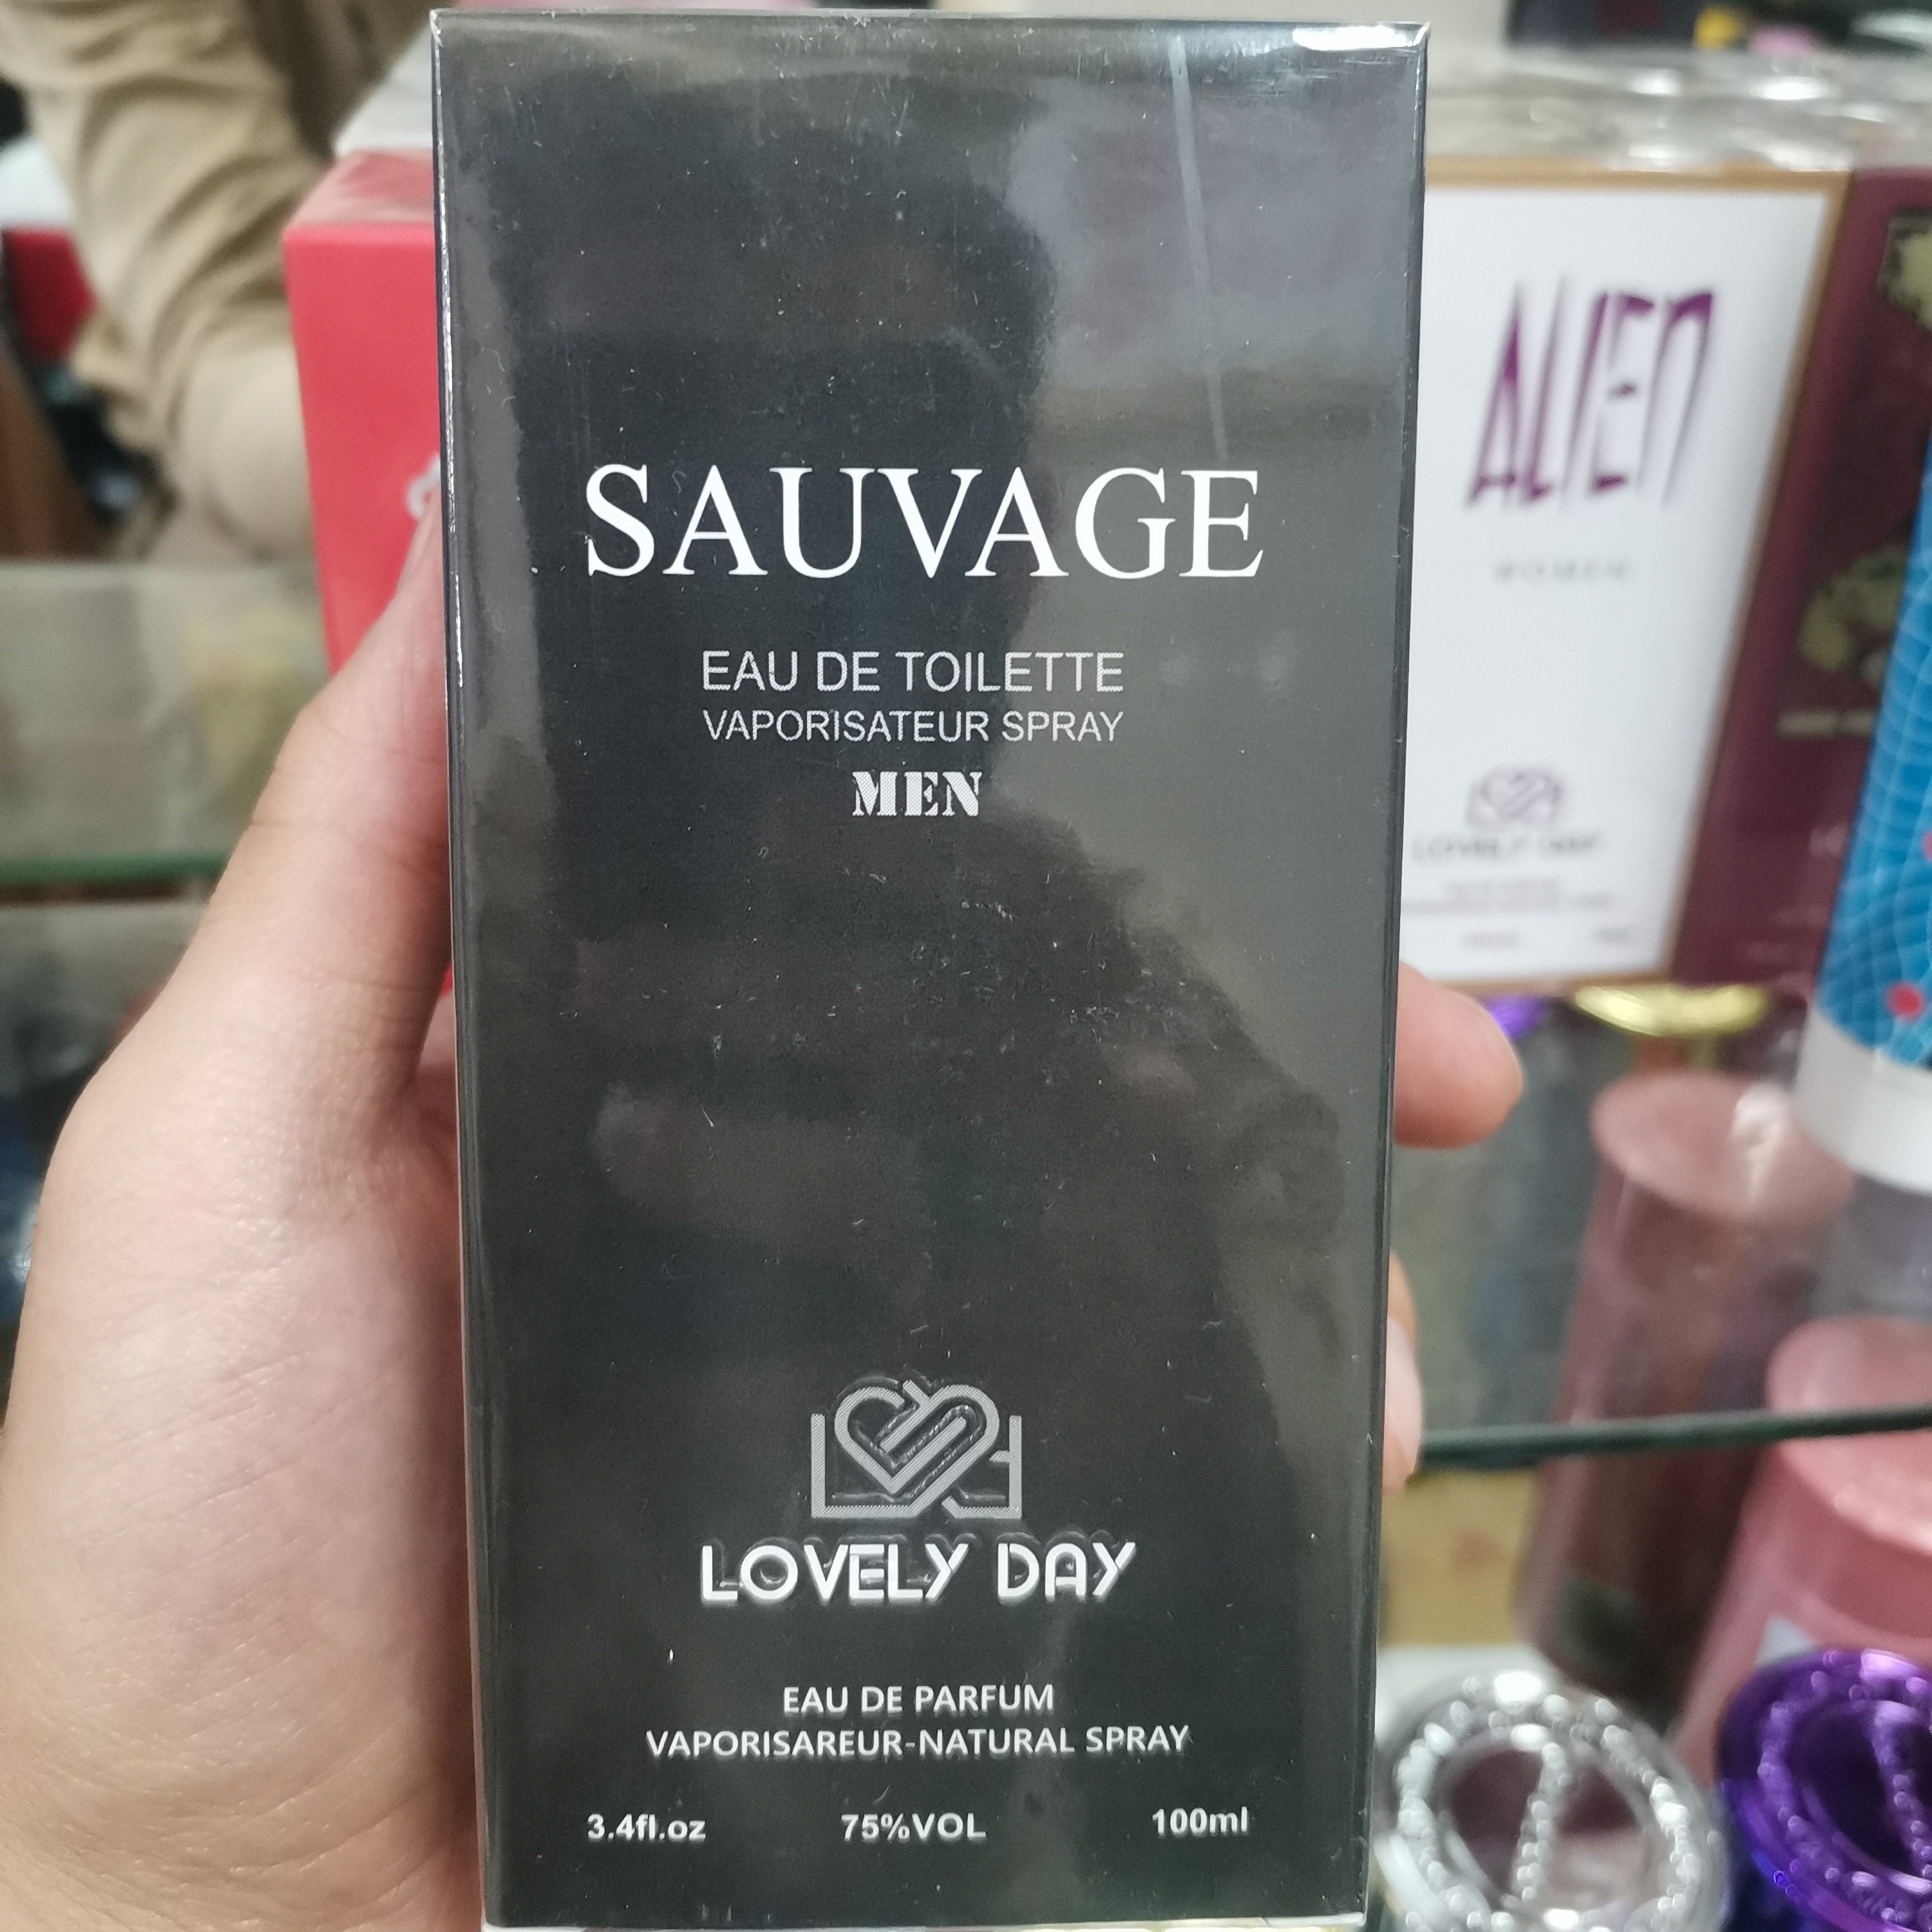 SAUVAGE
EAU DE TOILETTE
VAPORISATEUR SPRAY
MEN
LOVELY DAY
EAU DE PARFUM
VAPORISAREUR-NATURAL SPRAY
3.4fl.oz 75%VOL 100ml
ALIEN
WOMEN
LOVELY DAY